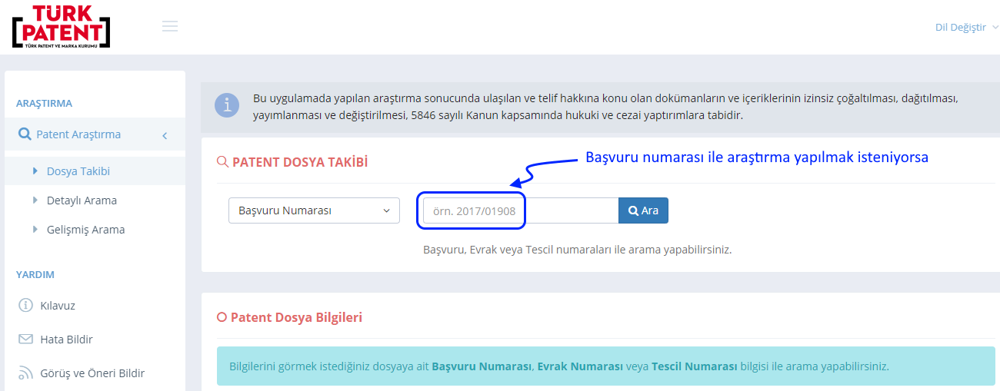 TÜRK
PATENT
TÜRK PATENT VE MARKA KURUMU
Dil Değiştir
ARAŞTIRMA
Patent Araştırma
Dosya Takibi
Detaylı Arama
Gelişmiş Arama
YARDIM
Kılavuz
Hata Bildir
Görüş ve Öneri Bildir
Bu uygulamada yapılan araştırma sonucunda ulaşılan ve telif hakkına konu olan dokümanların ve içeriklerinin izinsiz çoğaltılması, dağıtılması,
yayımlanması ve değiştirilmesi, 5846 sayılı Kanun kapsamında hukuki ve cezai yaptırımlara tabidir.
PATENT DOSYA TAKİBİ
Başvuru numarası ile araştırma yapılmak isteniyorsa
Başvuru Numarası
örn. 2017/01908
Ara
Başvuru, Evrak veya Tescil numaraları ile arama yapabilirsiniz.
Patent Dosya Bilgileri
Bilgilerini görmek istediğiniz dosyaya ait Başvuru Numarası, Evrak Numarası veya Tescil Numarası bilgisi ile arama yapabilirsiniz.